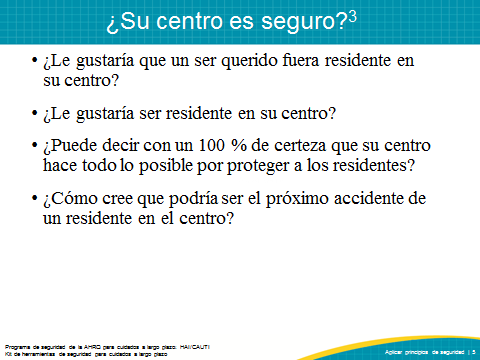 ¿Su centro es seguro?3
• ¿Le gustaría que un ser querido fuera residente en
su centro?
• ¿Le gustaría ser residente en su centro?
• ¿Puede decir con un 100 % de certeza que su centro
hace todo lo posible por proteger a los residentes?
• ¿Cómo cree que podría ser el próximo accidente de
un residente en el centro?
Programa de seguridad de la AHRQ para cuidados a largo plazo: HAI/CAUTI
Kit de herramientas de seguridad para cuidados a largo plazo
Aplicar principios de seguridad | 5